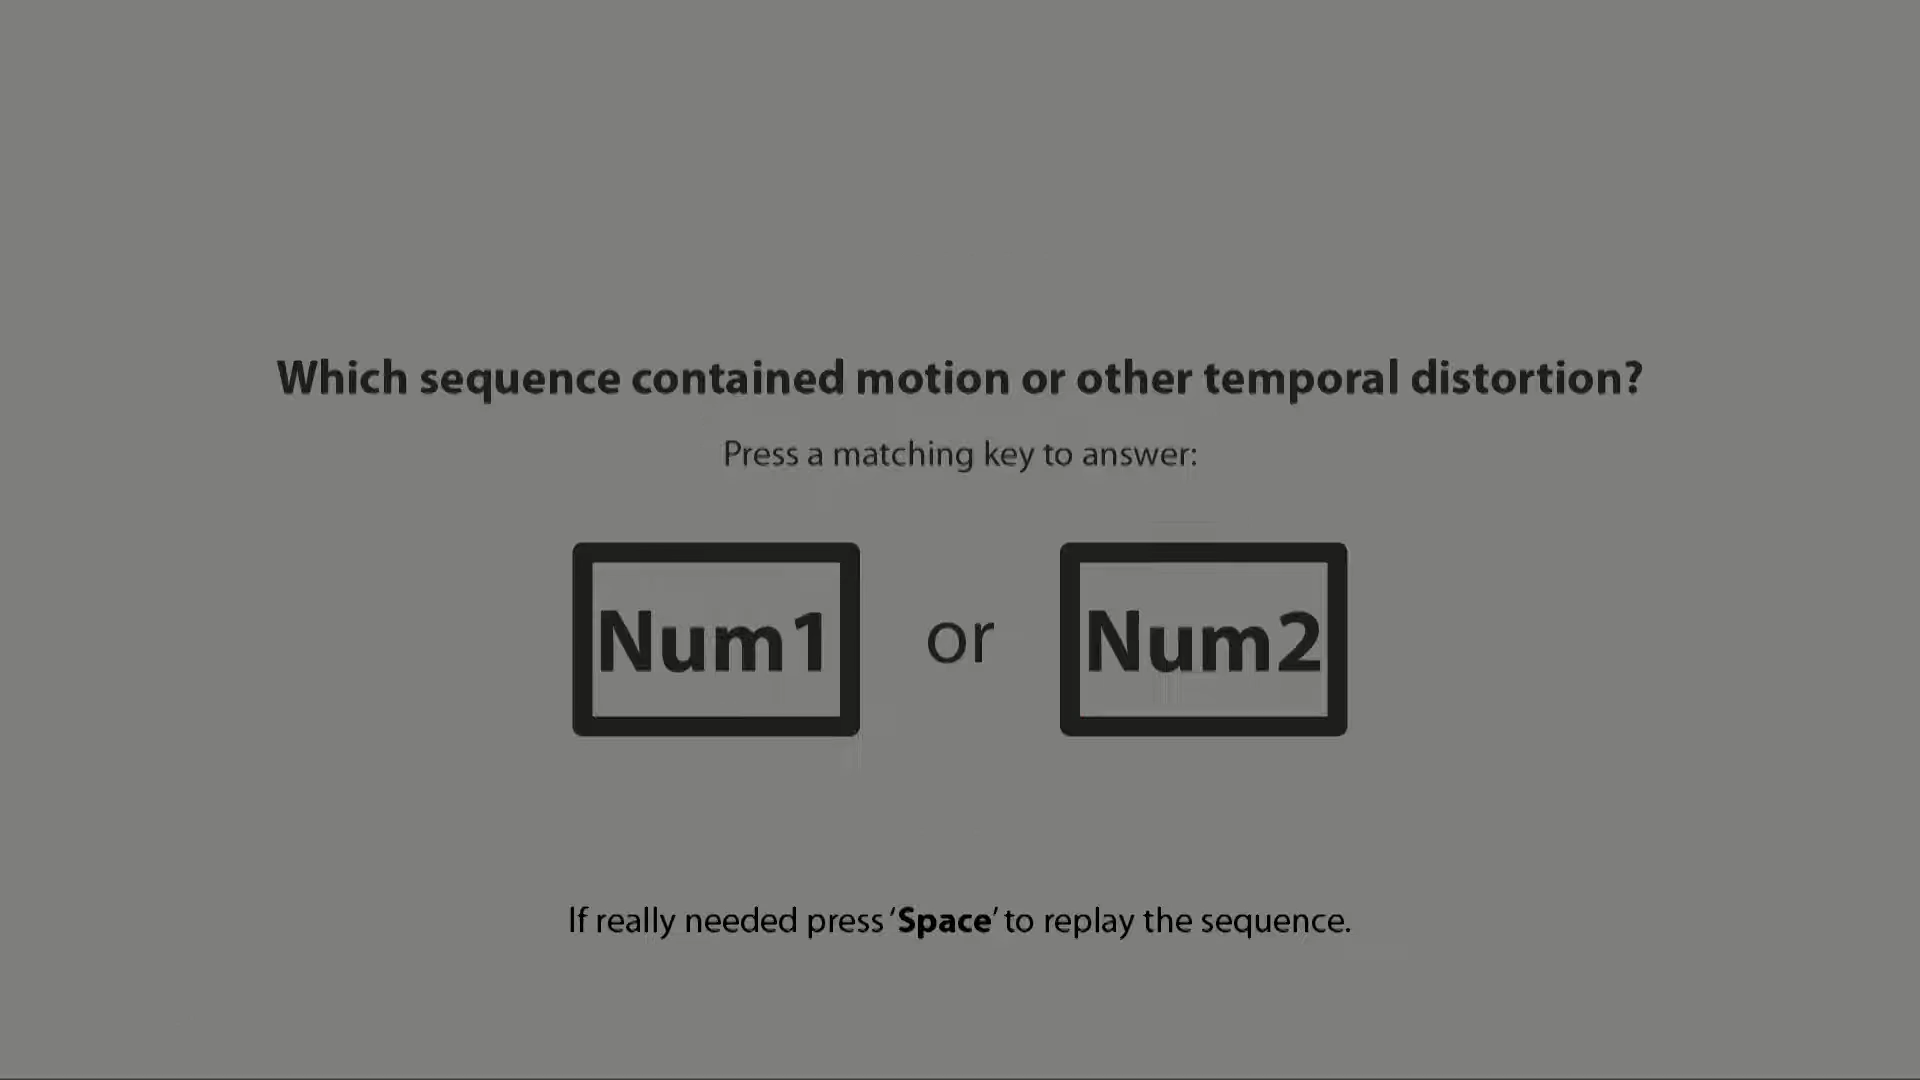 Which sequence contained motion or other temporal distortion?
Press a matching key to answer:
Num1 or Num2
If really needed press ‘Space’ to replay the sequence.